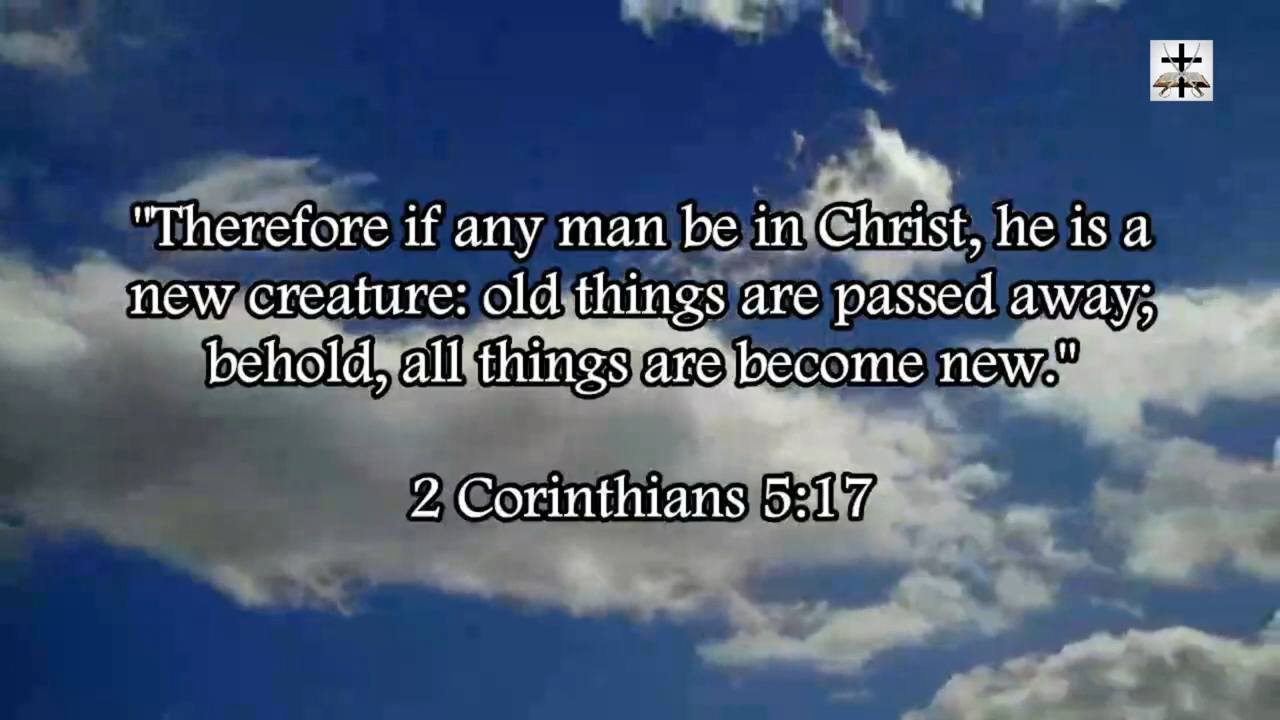 "Therefore if any man be in Christ, he is a
new creature: old things are passed away;
behold, all things are become new."
2 Corinthians 5:17